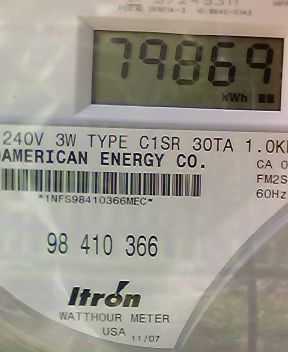 79869
kWh
240V 3W TYPE C1SR 30TA 1.0K
AMERICAN ENERGY CO.
CA 0
FM2S
60Hz
*1NFS98410366MEC*
98 410 366
Itron
WATTHOUR METER
USA 11/07